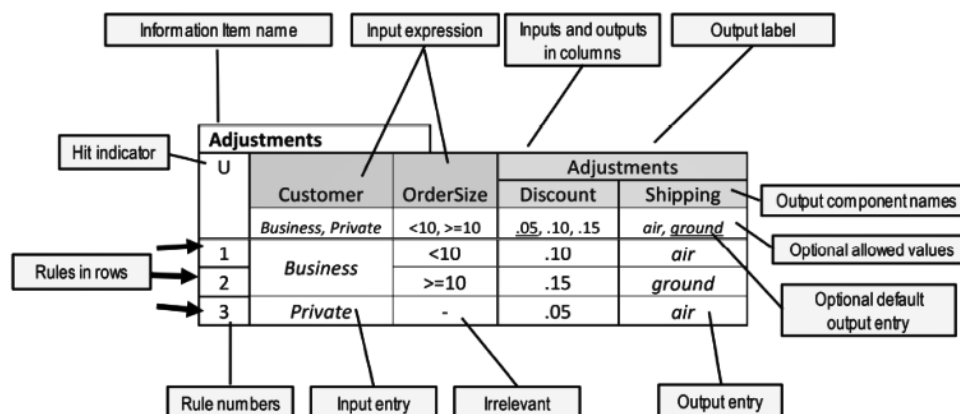 Information Item name
Input expression
Inputs and outputs
in columns
Output label
Adjustments
Hit indicator
U
Adjustments
Customer
OrderSize
Discount
Shipping
Output component names
Business, Private
<10, >=10
.05, .10, .15
air, ground
Optional allowed values
Rules in rows
1
Business
<10
.10
air
2
>=10
.15
ground
Optional default
output entry
3
Private
-
.05
air
Rule numbers
Input entry
Irrelevant
Output entry